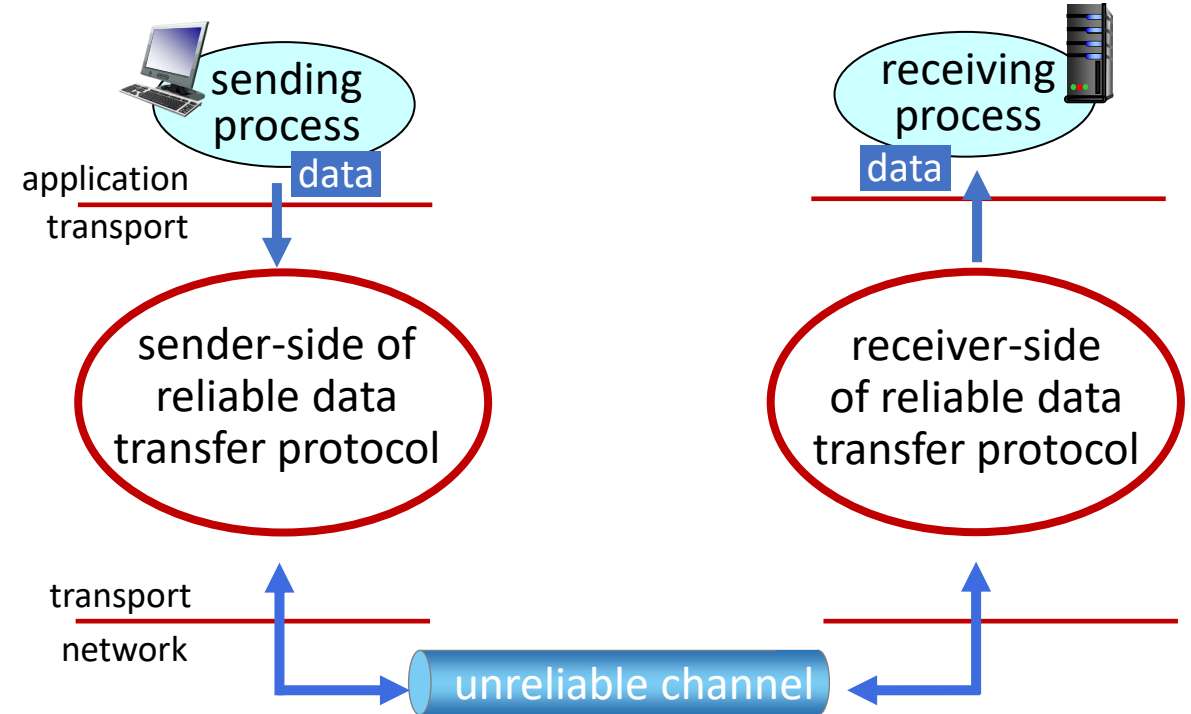 sending
process
data
application
transport
receiving
process
data
sender-side of
reliable data
transfer protocol
receiver-side
of reliable data
transfer protocol
transport
network
unreliable channel